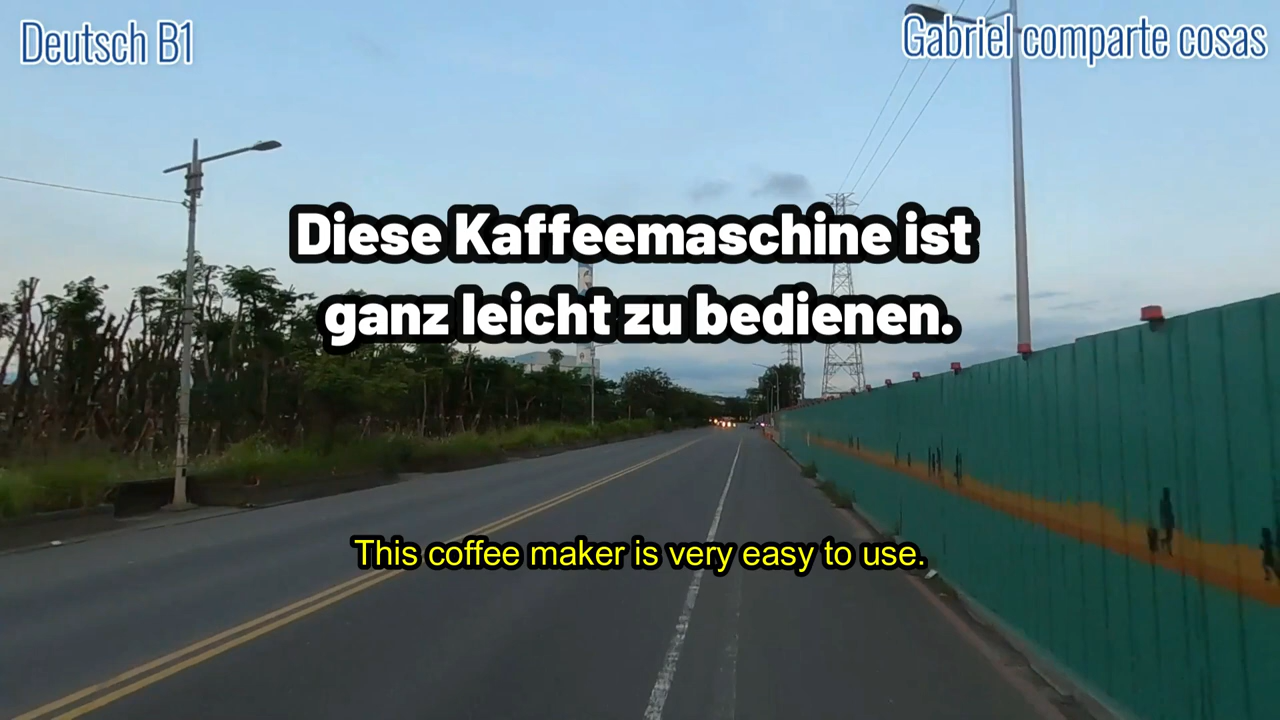 Deutsch B1
Gabriel comparte cosas
Diese Kaffeemaschine ist
ganz leicht zu bedienen.
This coffee maker is very easy to use.